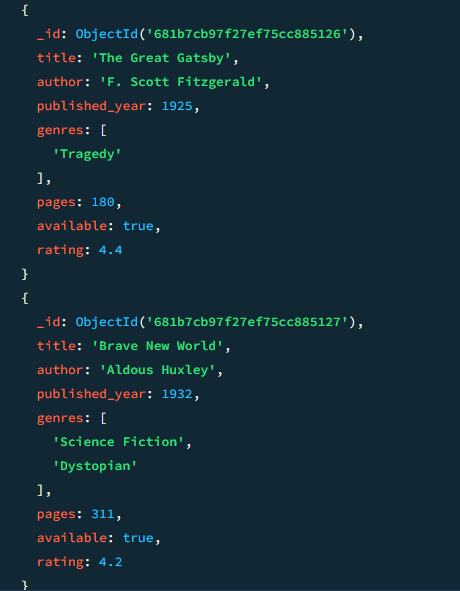 {
  _id: ObjectId('681b7cb97f27ef75cc885126'),
  title: 'The Great Gatsby',
  author: 'F. Scott Fitzgerald',
  published_year: 1925,
  genres: [
    'Tragedy'
  ],
  pages: 180,
  available: true,
  rating: 4.4
}
{
  _id: ObjectId('681b7cb97f27ef75cc885127'),
  title: 'Brave New World',
  author: 'Aldous Huxley',
  published_year: 1932,
  genres: [
    'Science Fiction',
    'Dystopian'
  ],
  pages: 311,
  available: true,
  rating: 4.2
}